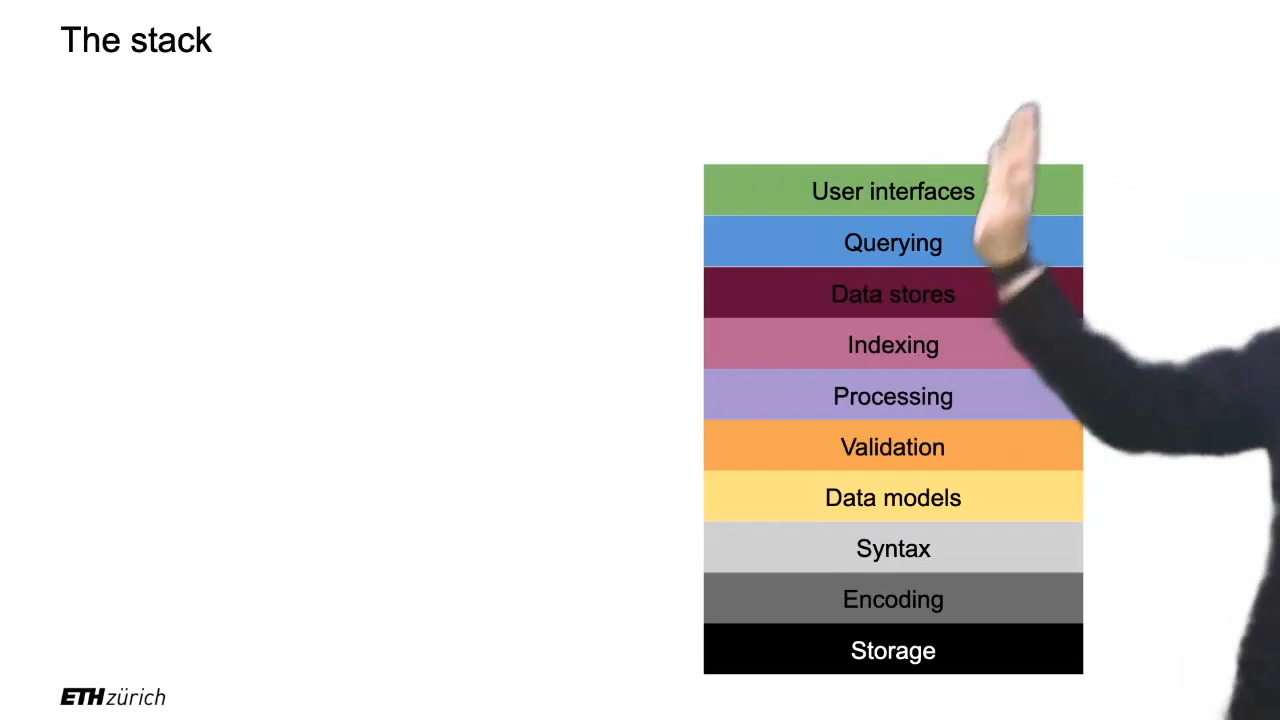 The stack
User interfaces
Querying
Data stores
Indexing
Processing
Validation
Data models
Syntax
Encoding
Storage
ETH zürich